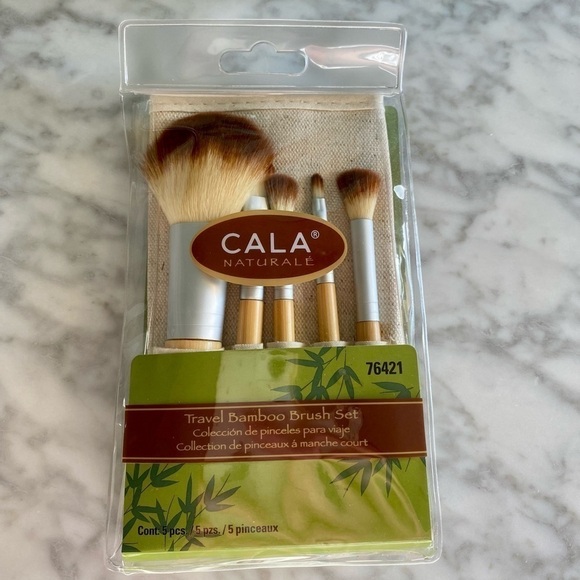 CALA®
NATURALÉ
76421
Travel Bamboo Brush Set
Colección de pinceles para viaje
Collection de pinceaux á manche court
Cont. 5 pcs. / 5 pzs. / 5 pinceaux